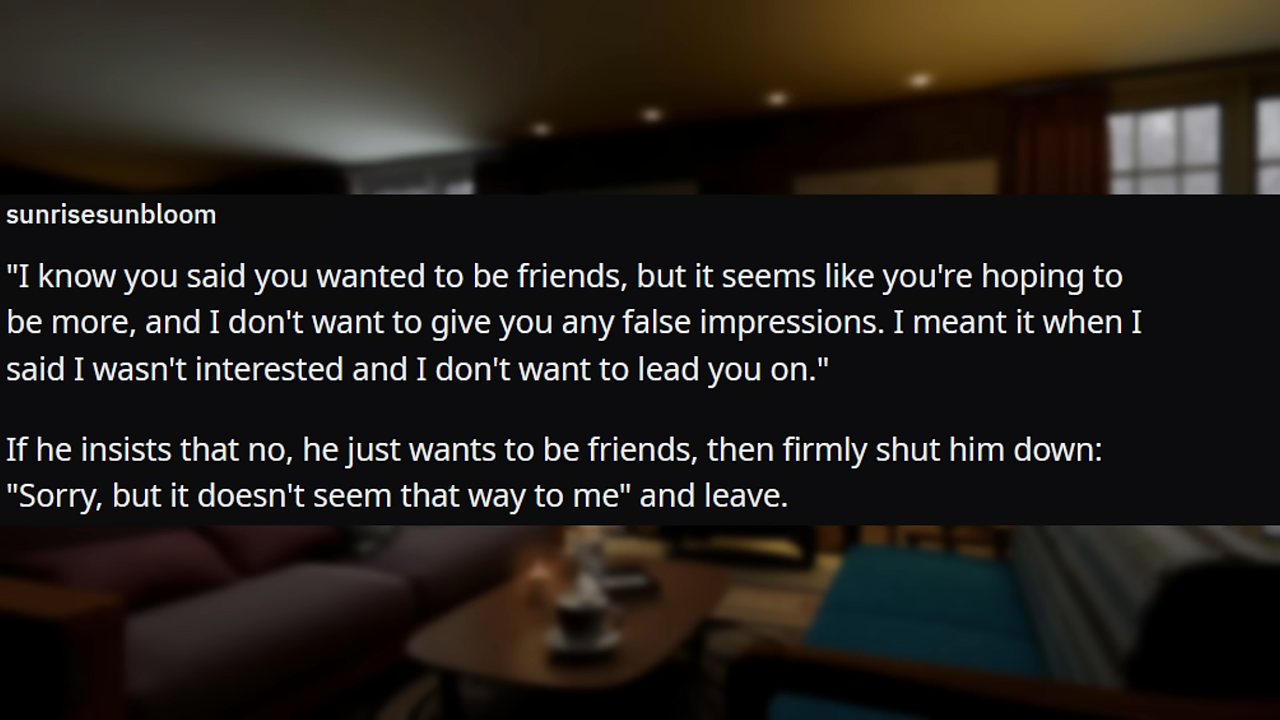 sunrisesunbloom
"I know you said you wanted to be friends, but it seems like you're hoping to
be more, and I don't want to give you any false impressions. I meant it when I
said I wasn't interested and I don't want to lead you on."
If he insists that no, he just wants to be friends, then firmly shut him down:
"Sorry, but it doesn't seem that way to me" and leave.